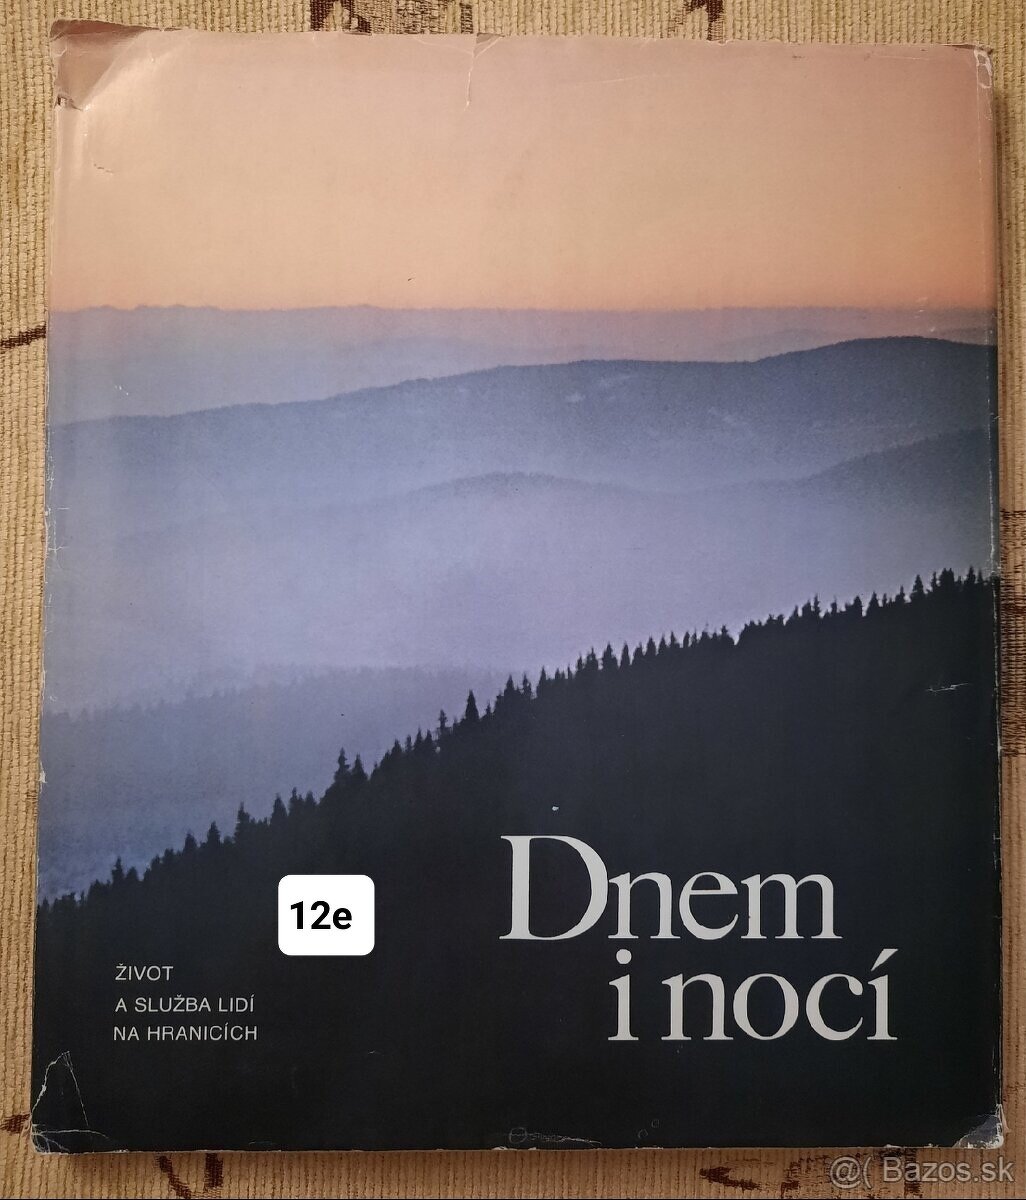 Dnem
i nocí
12e
ŽIVOT
A SLUŽBA LIDÍ
NA HRANICÍCH
@( Bazos.sk